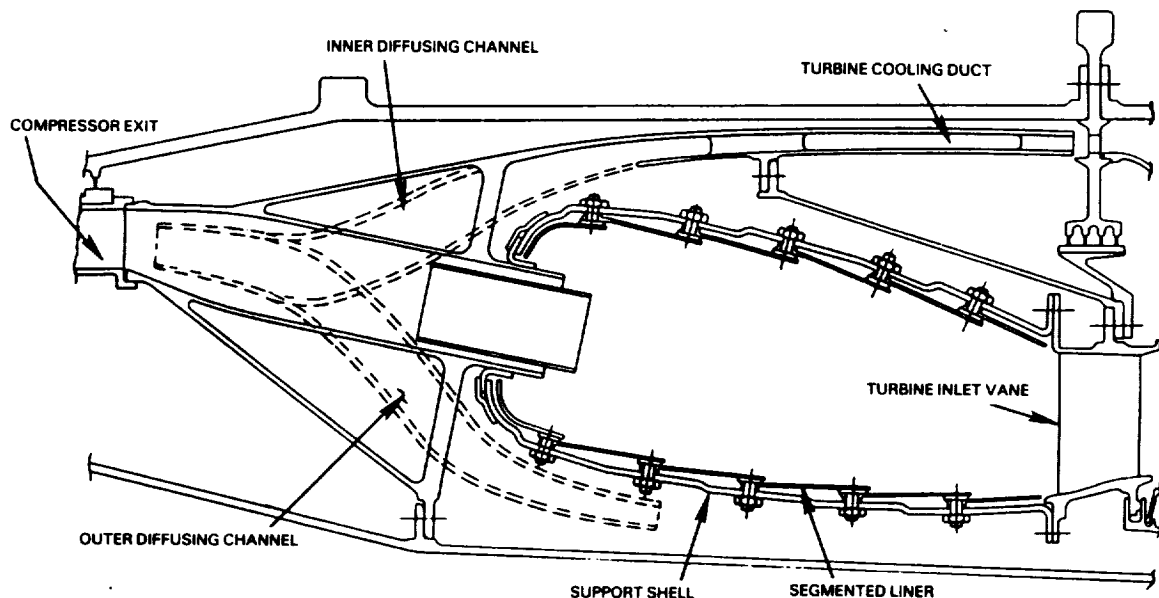 INNER DIFFUSING CHANNEL
TURBINE COOLING DUCT
COMPRESSOR EXIT
TURBINE INLET VANE
OUTER DIFFUSING CHANNEL
SUPPORT SHELL
SEGMENTED LINER